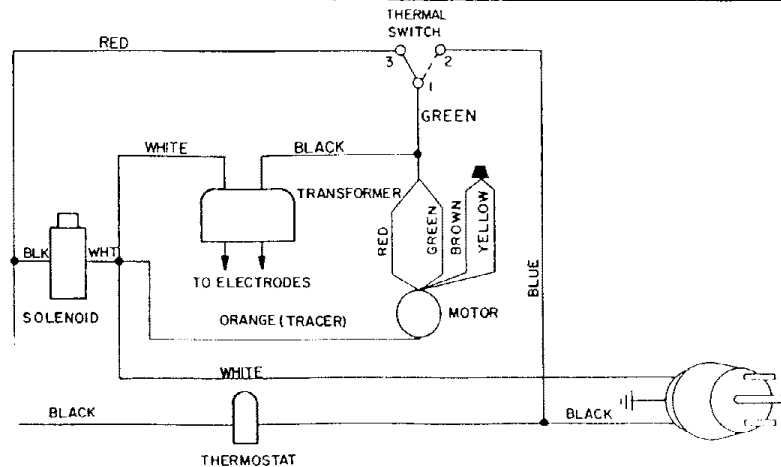 THERMAL
SWITCH
RED
3
2
1
GREEN
WHITE
BLACK
TRANSFORMER
RED
GREEN
BROWN
YELLOW
BLUE
BLK
WHT
TO ELECTRODES
SOLENOID
ORANGE (TRACER)
MOTOR
WHITE
BLACK
BLACK
THERMOSTAT